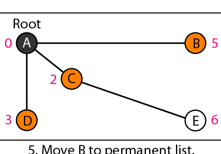 Root
0 A B 5
2 C
3 D E 6
5. Move B to permanent list.